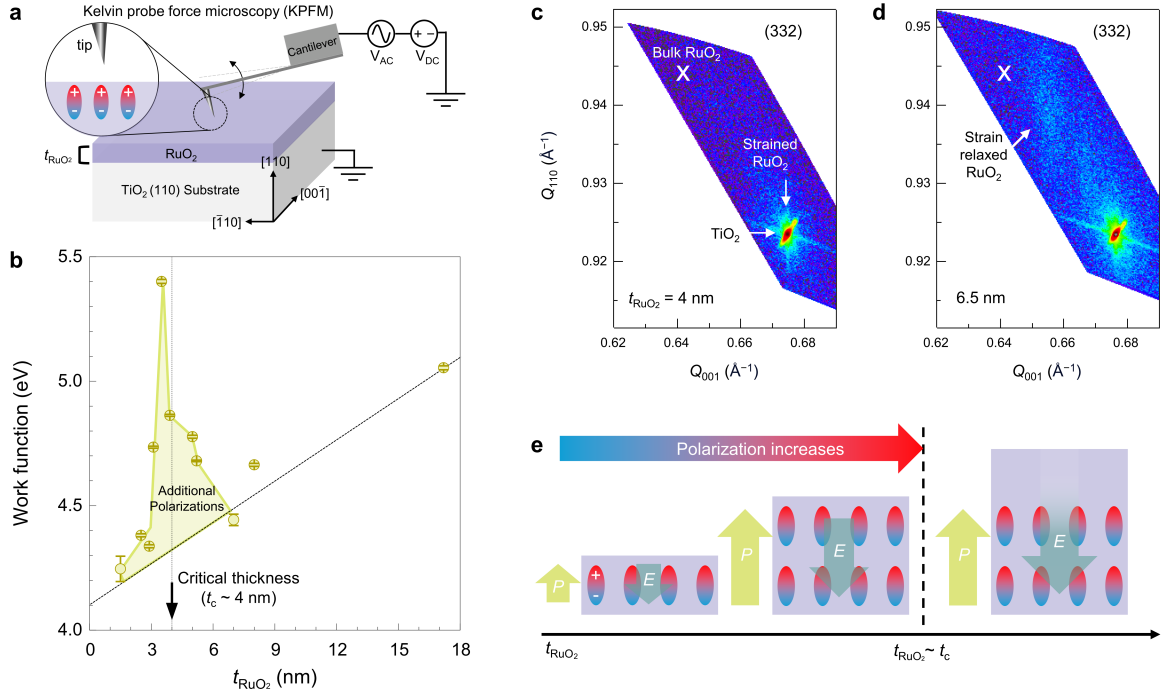 a
Kelvin probe force microscopy (KPFM)
tip
Cantilever
V_AC
V_DC
+ -
+ + +
- - -
t_RuO₂
RuO₂
TiO₂ (110) Substrate
[110]
[001̄]
[1̄10]
b
5.5
5.0
4.5
4.0
Work function (eV)
Additional
Polarizations
Critical thickness
(t_c ~ 4 nm)
0 3 6 9 12 15 18
t_RuO₂ (nm)
c
(332)
Bulk RuO₂
X
Strained
RuO₂
TiO₂
t_RuO₂ = 4 nm
0.95
0.94
0.93
0.92
Q₁₁₀ (Å⁻¹)
0.62 0.64 0.66 0.68
Q₀₀₁ (Å⁻¹)
d
(332)
X
Strain
relaxed
RuO₂
6.5 nm
0.95
0.94
0.93
0.92
0.62 0.64 0.66 0.68
Q₀₀₁ (Å⁻¹)
e
Polarization increases
P
+
-
E
P
E
P
E
t_RuO₂
t_RuO₂ ~ t_c